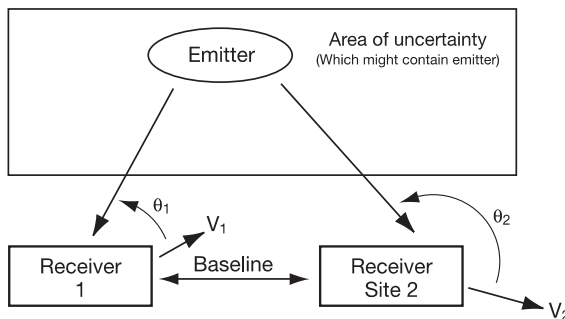 Emitter
Area of uncertainty
(Which might contain emitter)
θ1
V1
θ2
Receiver
1
Baseline
Receiver
Site 2
V2